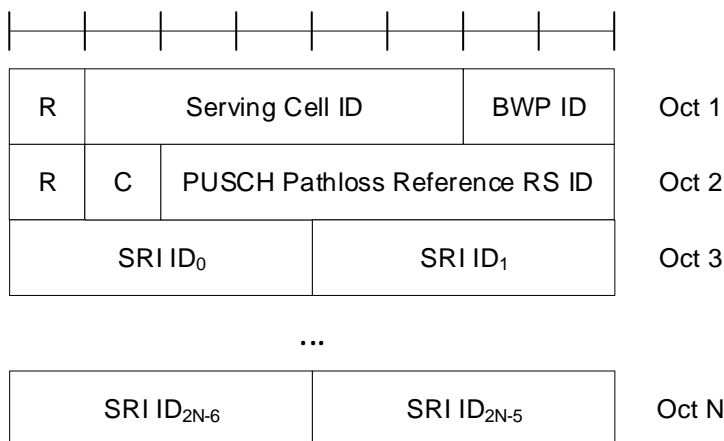 R Serving Cell ID BWP ID Oct 1
R C PUSCH Pathloss Reference RS ID Oct 2
SRI ID0 SRI ID1 Oct 3
...
SRI ID2N-6 SRI ID2N-5 Oct N